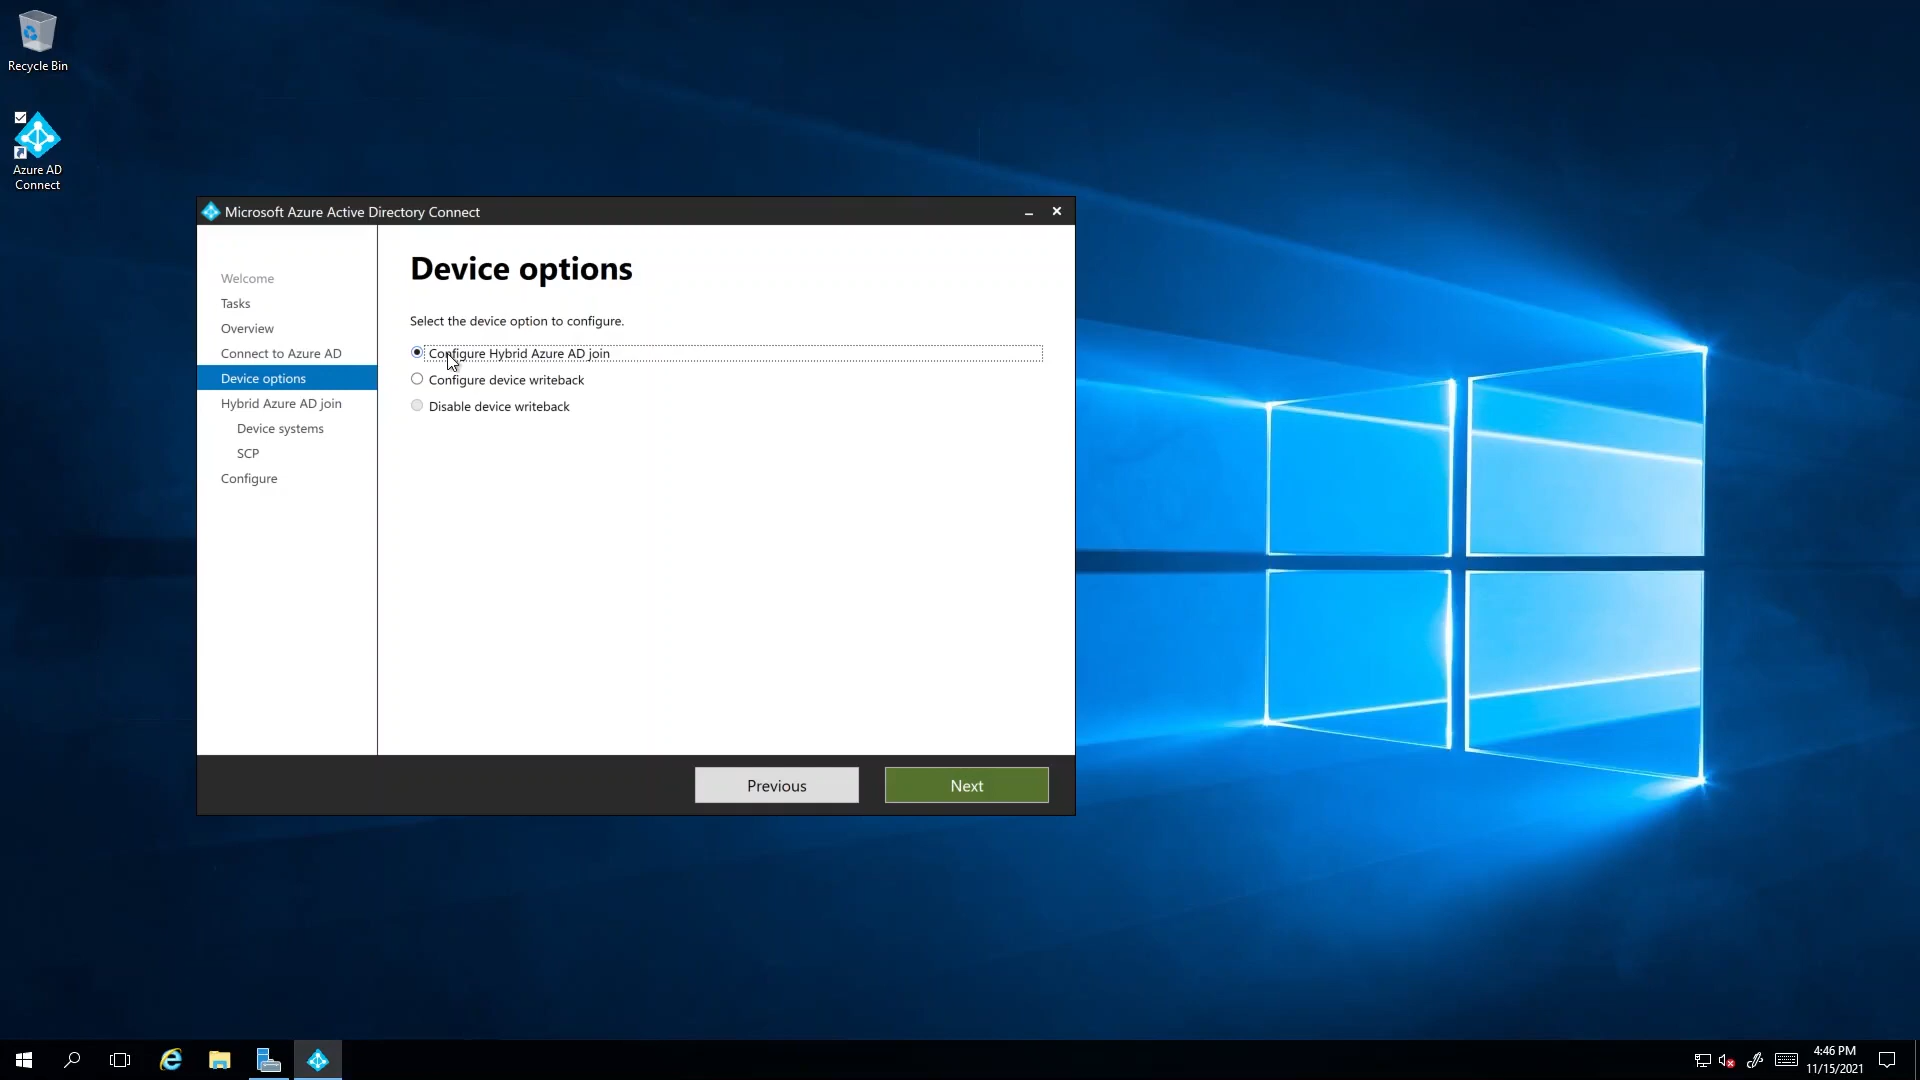 Recycle Bin
Azure AD
Connect
Microsoft Azure Active Directory Connect
Welcome
Tasks
Overview
Connect to Azure AD
Device options
Hybrid Azure AD join
Device systems
SCP
Configure
Device options
Select the device option to configure.
Configure Hybrid Azure AD join
Configure device writeback
Disable device writeback
Previous
Next
4:46 PM
11/15/2021